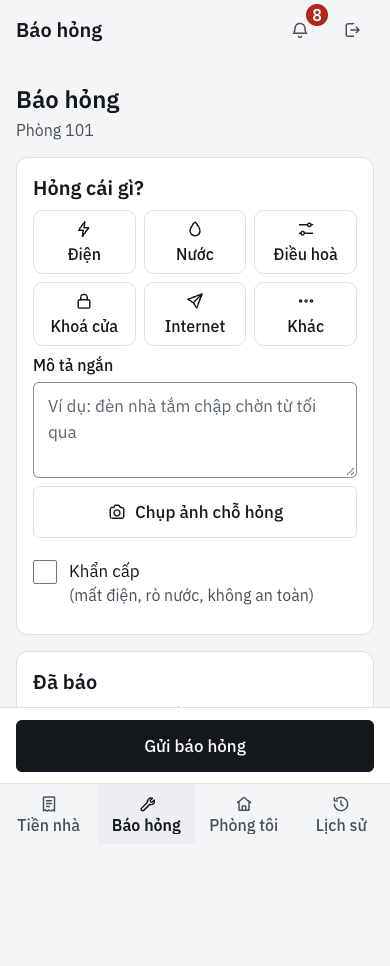 Báo hỏng
8
Báo hỏng
Phòng 101
Hỏng cái gì?
Điện
Nước
Điều hoà
Khoá cửa
Internet
Khác
Mô tả ngắn
Ví dụ: đèn nhà tắm chập chờn từ tối
qua
Chụp ảnh chỗ hỏng
Khẩn cấp
(mất điện, rò nước, không an toàn)
Đã báo
Gửi báo hỏng
Tiền nhà
Báo hỏng
Phòng tôi
Lịch sử